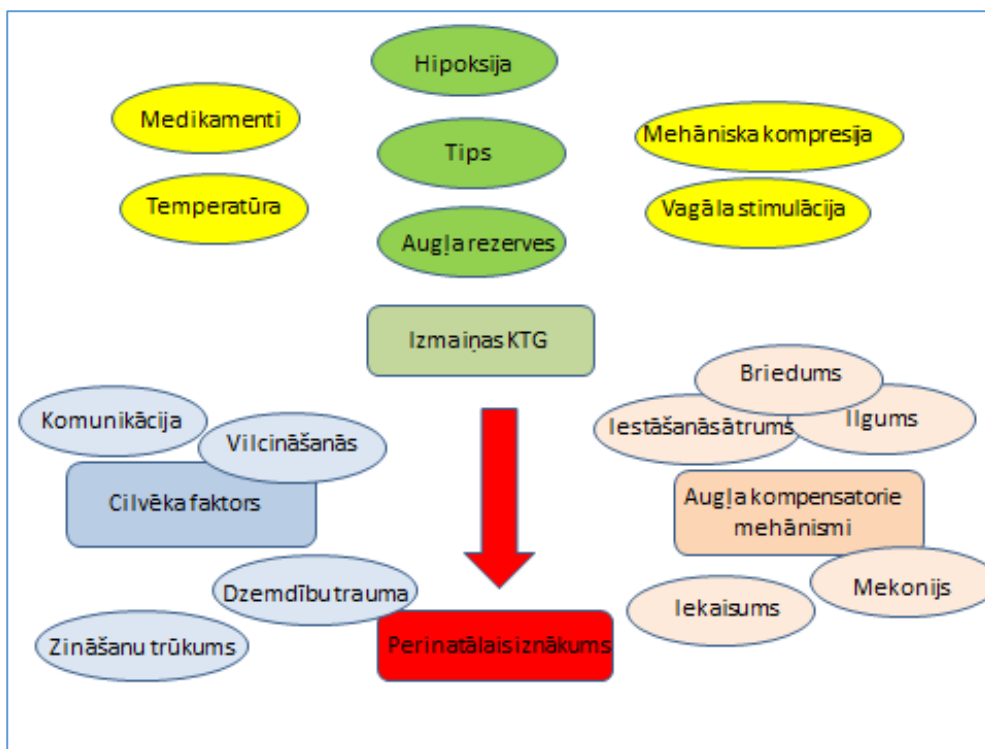 Hipoksija
Medikamenti
Tips
Mehāniska kompresija
Temperatūra
Vagāla stimulācija
Augļa rezerves
Izmaiņas KTG
Briedums
Komunikācija
Vilcināšanās
Iestāšanās ātrums
Ilgums
Cilvēka faktors
Augļa kompensatorie
mehānismi
Dzemdību trauma
Mekonijs
Iekaisums
Zināšanu trūkums
Perinatālais iznākums